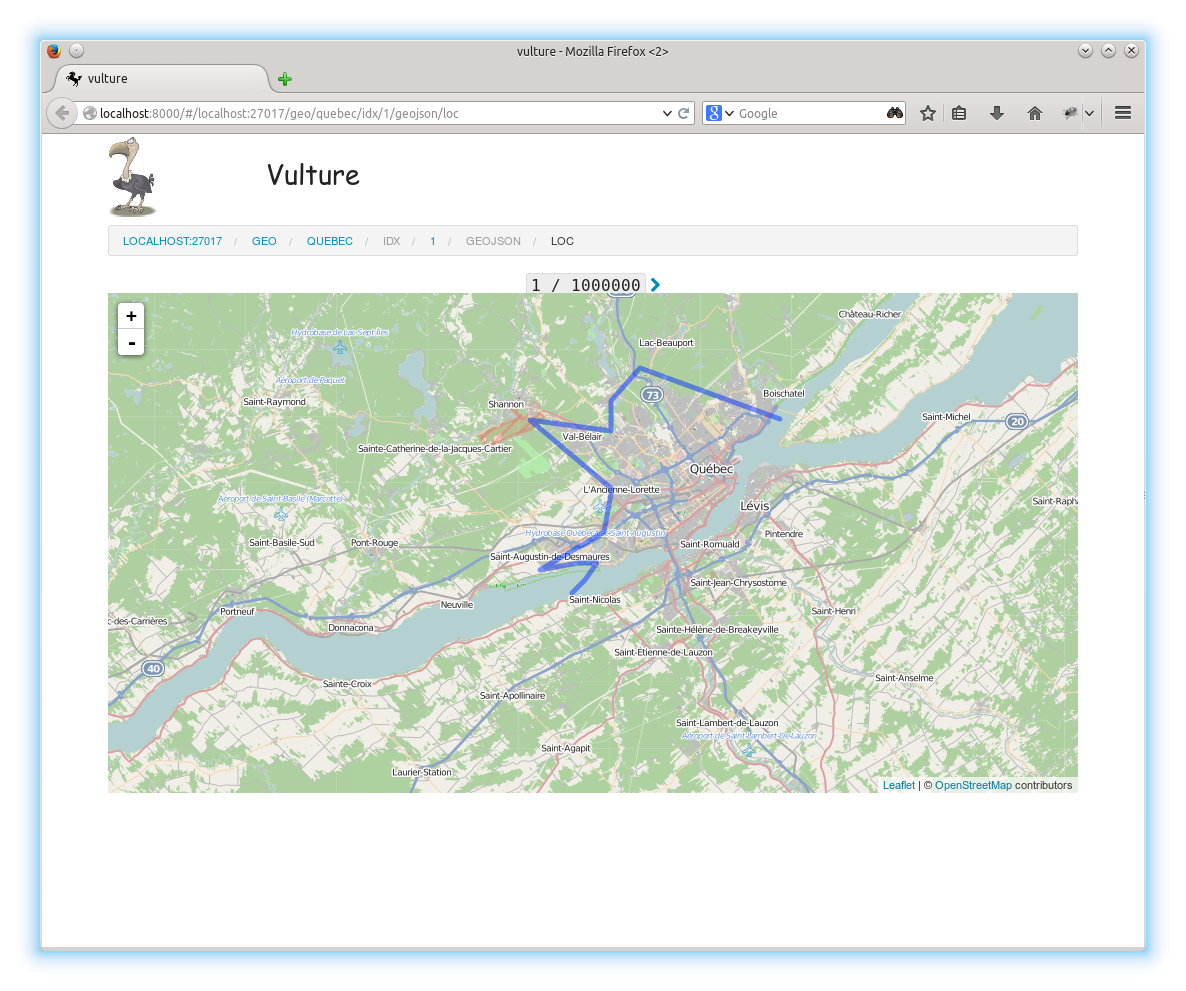 vulture - Mozilla Firefox <2>
vulture
localhost:8000/#/localhost:27017/geo/quebec/idx/1/geojson/loc
Google
Vulture
LOCALHOST:27017 / GEO / QUEBEC / IDX / 1 / GEOJSON / LOC
1 / 1000000
+
-
Château-Richer
Hydrobase de Lac-Sept-Îles
Lac-Beauport
Aéroport de Paquet
Boischatel
73
Saint-Raymond
Shannon
Saint-Michel
20
Val-Bélair
Sainte-Catherine-de-la-Jacques-Cartier
Québec
L'Ancienne-Lorette
Aéroport de Saint-Basile (Marcotte)
Saint-Raph
Lévis
Hydrobase Québec
Saint-Augustin
Pintendre
Saint-Basile-Sud
Pont-Rouge
Saint-Romuald
Saint-Augustin-de-Desmaures
Saint-Jean-Chrysostome
Saint-Nicolas
Neuville
Portneuf
Saint-Henri
c-des-Carrières
Donnacona
Sainte-Hélène-de-Breakeyville
Saint-Étienne-de-Lauzon
40
Sainte-Croix
Saint-Anselme
Saint-Apollinaire
Saint-Lambert-de-Lauzon
Aéroport de Saint-Lambert-De-Lauzon
Saint-Agapit
Laurier-Station
Leaflet | © OpenStreetMap contributors